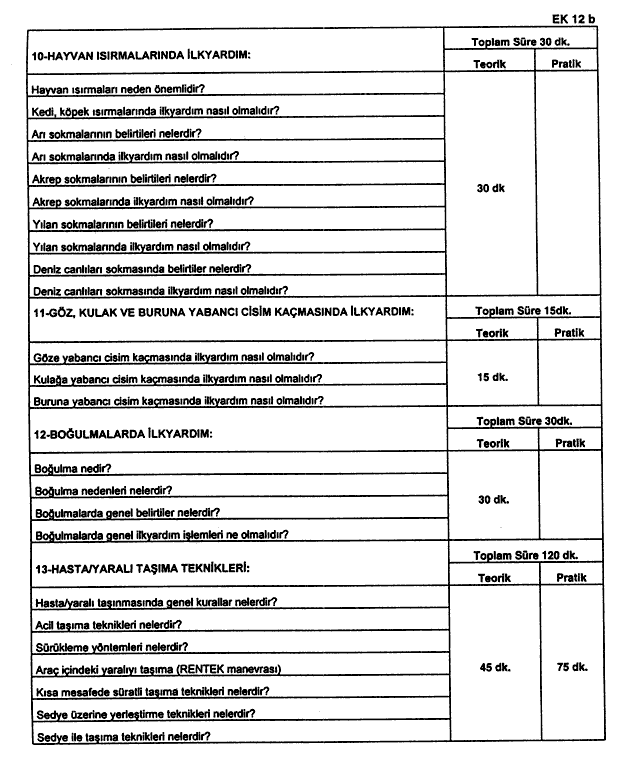 EK 12 b
10-HAYVAN ISIRMALARINDA İLKYARDIM:
Toplam Süre 30 dk.
Teorik
Pratik
Hayvan ısırmaları neden önemlidir?
Kedi, köpek ısırmalarında ilkyardım nasıl olmalıdır?
Arı sokmalarının belirtileri nelerdir?
Arı sokmalarında ilkyardım nasıl olmalıdır?
Akrep sokmalarının belirtileri nelerdir?
Akrep sokmalarında ilkyardım nasıl olmalıdır?
Yılan sokmalarının belirtileri nelerdir?
Yılan sokmalarında ilkyardım nasıl olmalıdır?
Deniz canlıları sokmasında belirtiler nelerdir?
Deniz canlıları sokmasında ilkyardım nasıl olmalıdır?
30 dk
11-GÖZ, KULAK VE BURUNA YABANCI CİSİM KAÇMASINDA İLKYARDIM:
Toplam Süre 15dk.
Teorik
Pratik
Göze yabancı cisim kaçmasında ilkyardım nasıl olmalıdır?
Kulağa yabancı cisim kaçmasında ilkyardım nasıl olmalıdır?
Buruna yabancı cisim kaçmasında ilkyardım nasıl olmalıdır?
15 dk.
12-BOĞULMALARDA İLKYARDIM:
Toplam Süre 30dk.
Teorik
Pratik
Boğulma nedir?
Boğulma nedenleri nelerdir?
Boğulmalarda genel belirtiler nelerdir?
Boğulmalarda genel ilkyardım işlemleri ne olmalıdır?
30 dk.
13-HASTA/YARALI TAŞIMA TEKNİKLERİ:
Toplam Süre 120 dk.
Teorik
Pratik
Hasta/yaralı taşınmasında genel kurallar nelerdir?
Acil taşıma teknikleri nelerdir?
Sürükleme yöntemleri nelerdir?
Araç içindeki yaralıyı taşıma (RENTEK manevrası)
Kısa mesafede süratli taşıma teknikleri nelerdir?
Sedye üzerine yerleştirme teknikleri nelerdir?
Sedye ile taşıma teknikleri nelerdir?
45 dk.
75 dk.